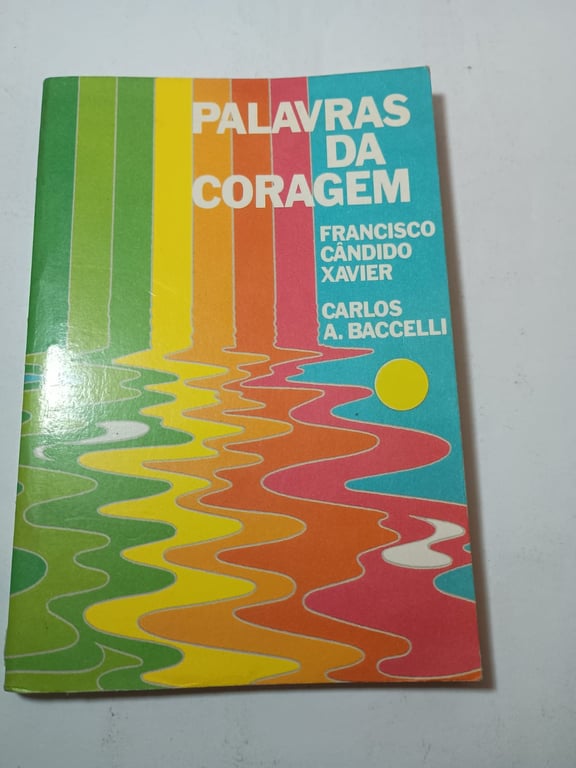 PALAVRAS
DA
CORAGEM
FRANCISCO
CÂNDIDO
XAVIER
CARLOS
A. BACCELLI